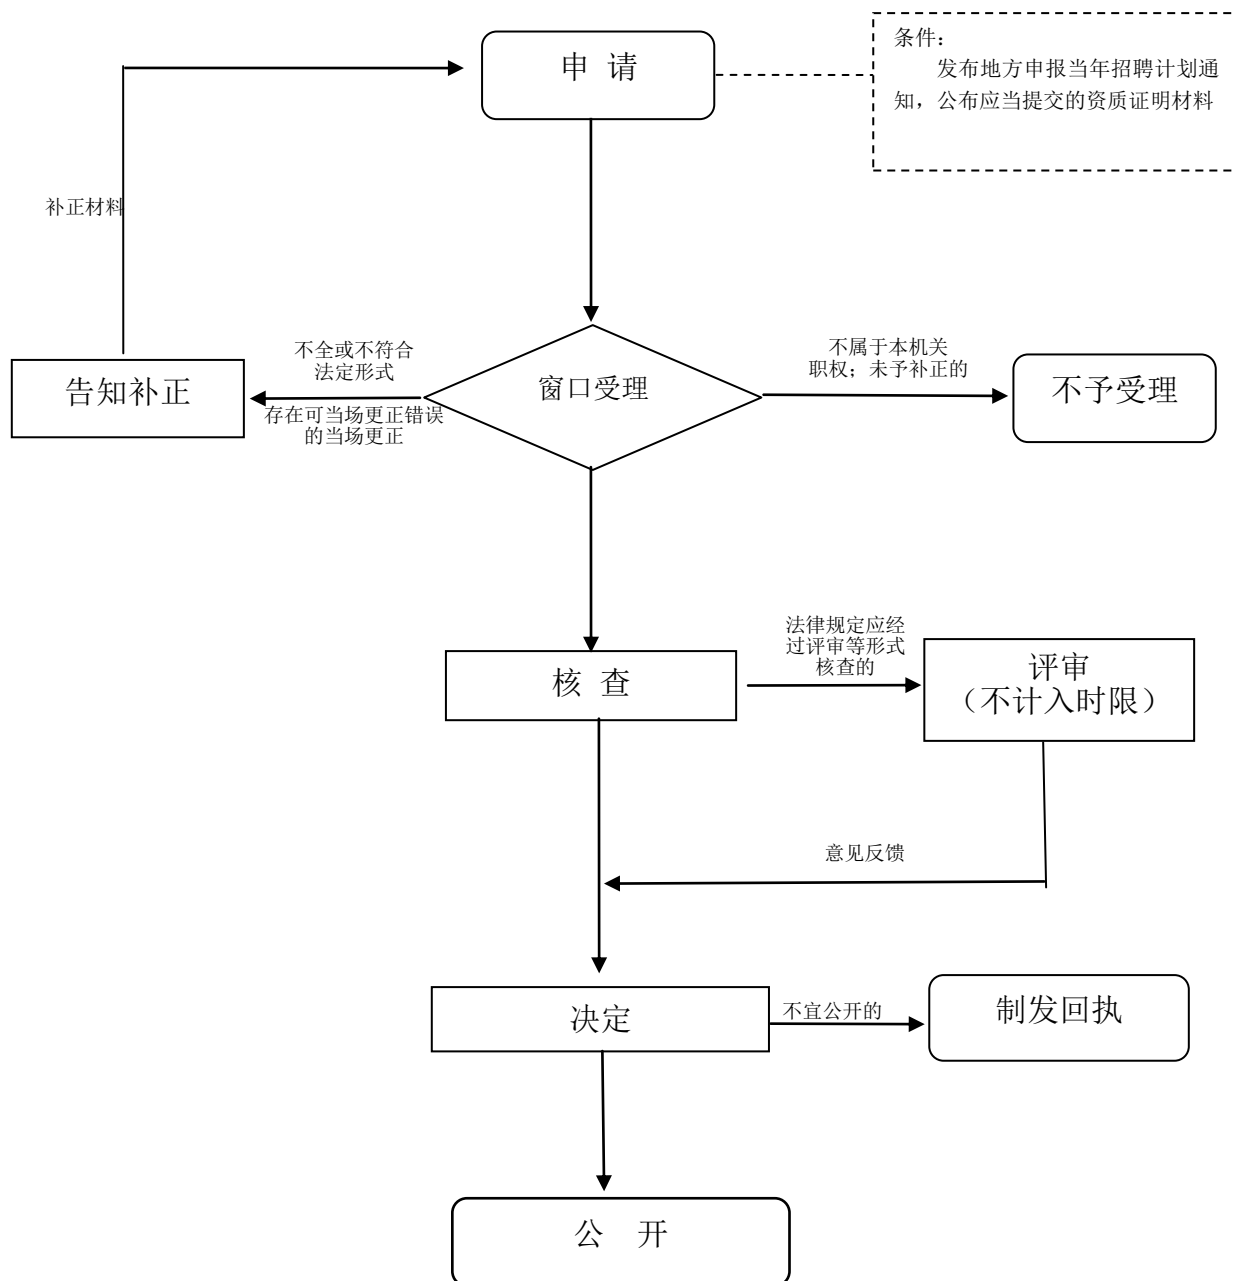 申 请
条件：
发布地方申报当年招聘计划通
知，公布应当提交的资质证明材料
补正材料
不全或不符合
法定形式
存在可当场更正错误
的当场更正
告知补正
窗口受理
不属于本机关
职权；未予补正的
不予受理
核 查
法律规定应经
过评审等形式
核查的
评审
（不计入时限）
意见反馈
决定
不宜公开的
制发回执
公 开